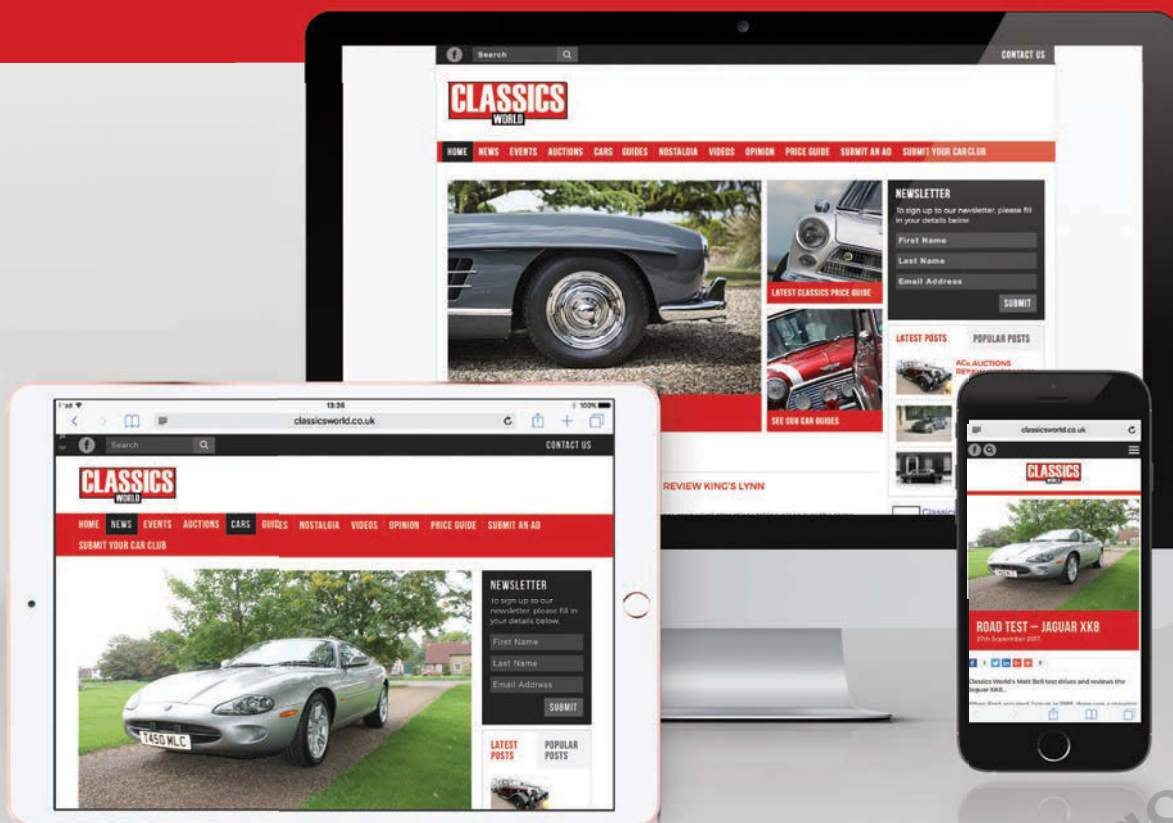 Search
CONTACT US
CLASSICS
WORLD
HOME NEWS EVENTS AUCTIONS CARS GUIDES NOSTALGIA VIDEOS OPINION PRICE GUIDE SUBMIT AN AD SUBMIT YOUR CAR CLUB
LATEST CLASSICS PRICE GUIDE
SEE OUR CAR GUIDES
NEWSLETTER
To sign up to our newsletter, please fill
in your details below.
First Name
Last Name
Email Address
SUBMIT
LATEST POSTS POPULAR POSTS
AUCTIONS
REVIEW KING'S LYNN
Classics
13:26
100%
classicsworld.co.uk
Search
CONTACT US
CLASSICS
WORLD
HOME NEWS EVENTS AUCTIONS CARS GUIDES NOSTALGIA VIDEOS OPINION PRICE GUIDE SUBMIT AN AD
SUBMIT YOUR CAR CLUB
T450 MLC
NEWSLETTER
To sign up to our
newsletter, please fill in
your details below.
First Name
Last Name
Email Address
SUBMIT
LATEST POPULAR
POSTS POSTS
classicsworld.co.uk
CLASSICS
WORLD
ROAD TEST – JAGUAR XK8
27th September 2017
Classics World's Matt Bell test drives and reviews the
Jaguar XK8...